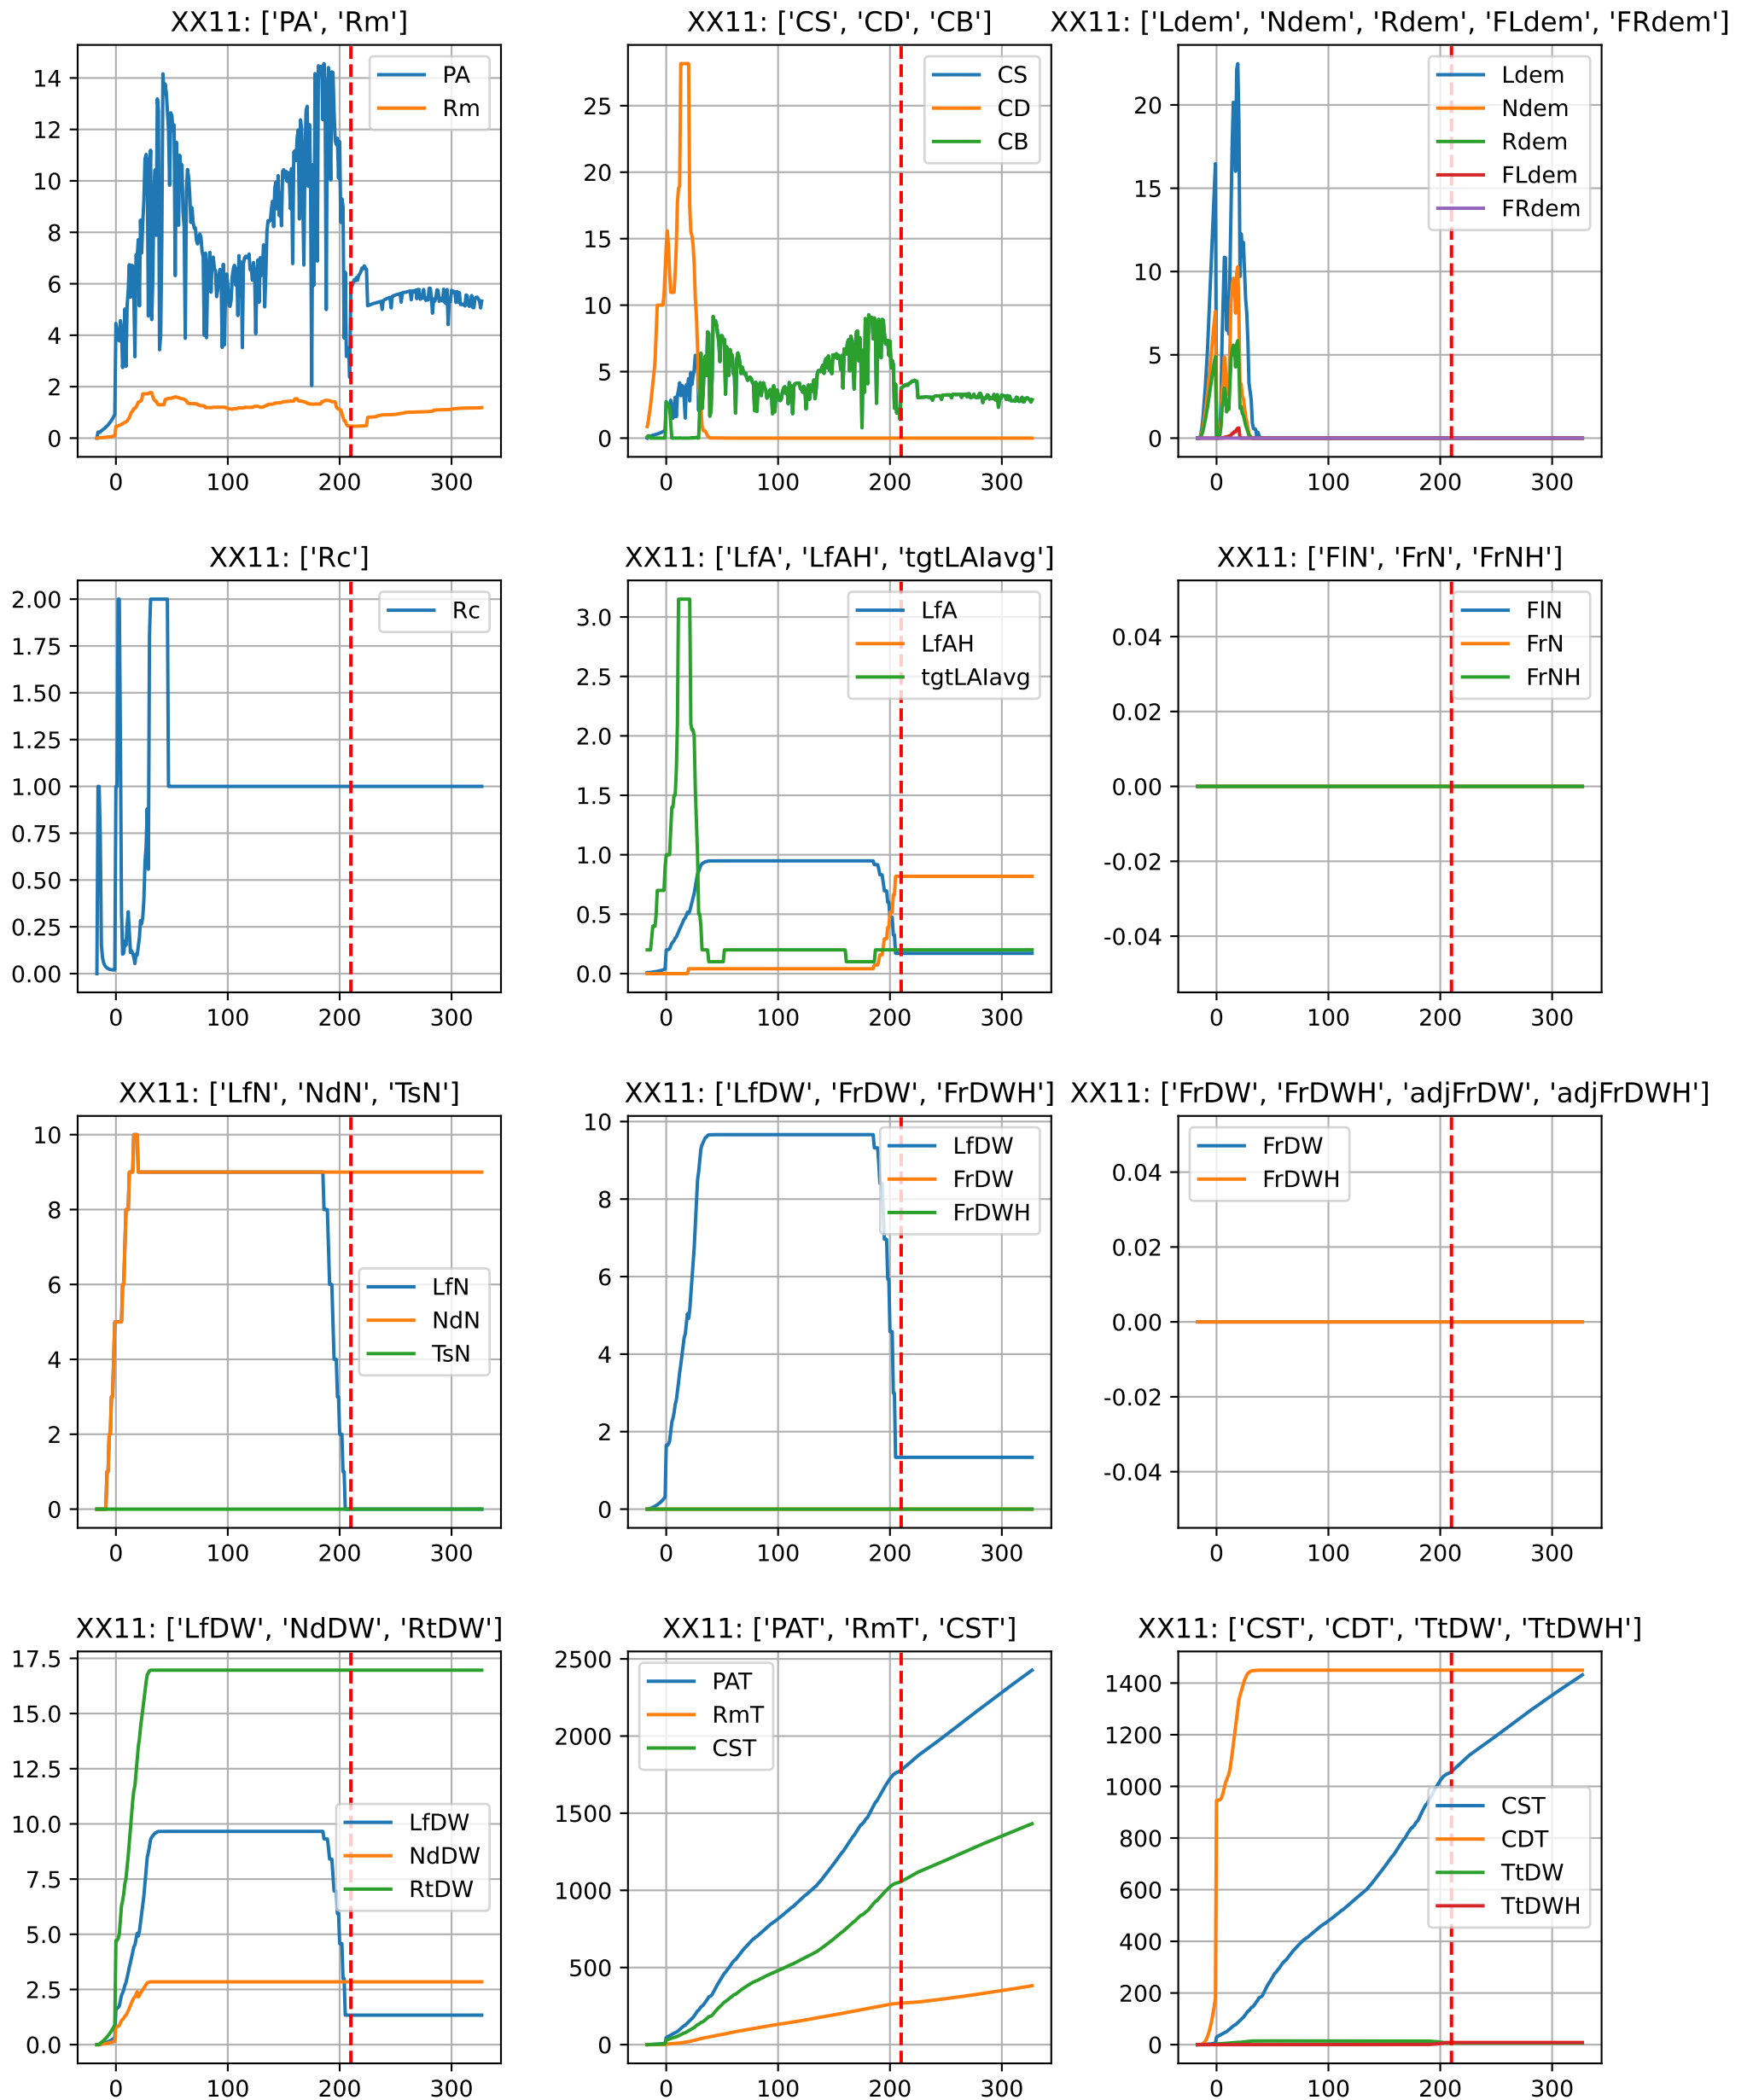 XX11: ['PA', 'Rm']
14
12
10
8
6
4
2
0
0
100
200
300
PA
Rm
XX11: ['CS', 'CD', 'CB']
25
20
15
10
5
0
0
100
200
300
CS
CD
CB
XX11: ['Ldem', 'Ndem', 'Rdem', 'FLdem', 'FRdem']
20
15
10
5
0
0
100
200
300
Ldem
Ndem
Rdem
FLdem
FRdem
XX11: ['Rc']
2.00
1.75
1.50
1.25
1.00
0.75
0.50
0.25
0.00
0
100
200
300
Rc
XX11: ['LfA', 'LfAH', 'tgtLAIavg']
3.0
2.5
2.0
1.5
1.0
0.5
0.0
0
100
200
300
LfA
LfAH
tgtLAIavg
XX11: ['FlN', 'FrN', 'FrNH']
0.04
0.02
0.00
-0.02
-0.04
0
100
200
300
FlN
FrN
FrNH
XX11: ['LfN', 'NdN', 'TsN']
10
8
6
4
2
0
0
100
200
300
LfN
NdN
TsN
XX11: ['LfDW', 'FrDW', 'FrDWH']
10
8
6
4
2
0
0
100
200
300
LfDW
FrDW
FrDWH
XX11: ['FrDW', 'FrDWH', 'adjFrDW', 'adjFrDWH']
0.04
0.02
0.00
-0.02
-0.04
0
100
200
300
FrDW
FrDWH
XX11: ['LfDW', 'NdDW', 'RtDW']
17.5
15.0
12.5
10.0
7.5
5.0
2.5
0.0
0
100
200
300
LfDW
NdDW
RtDW
XX11: ['PAT', 'RmT', 'CST']
2500
2000
1500
1000
500
0
0
100
200
300
PAT
RmT
CST
XX11: ['CST', 'CDT', 'TtDW', 'TtDWH']
1400
1200
1000
800
600
400
200
0
0
100
200
300
CST
CDT
TtDW
TtDWH